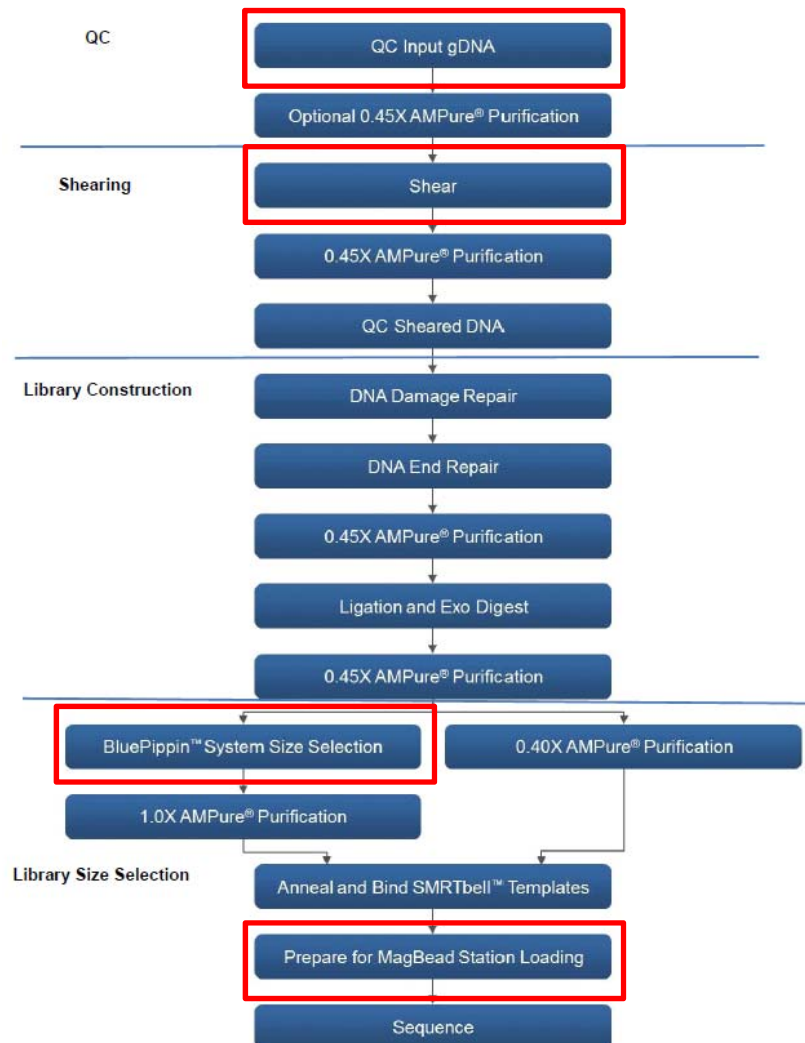 QC
QC Input gDNA
Optional 0.45X AMPure® Purification
Shearing
Shear
0.45X AMPure® Purification
QC Sheared DNA
Library Construction
DNA Damage Repair
DNA End Repair
0.45X AMPure® Purification
Ligation and Exo Digest
0.45X AMPure® Purification
BluePippin™ System Size Selection
0.40X AMPure® Purification
1.0X AMPure® Purification
Library Size Selection
Anneal and Bind SMRTbell™ Templates
Prepare for MagBead Station Loading
Sequence